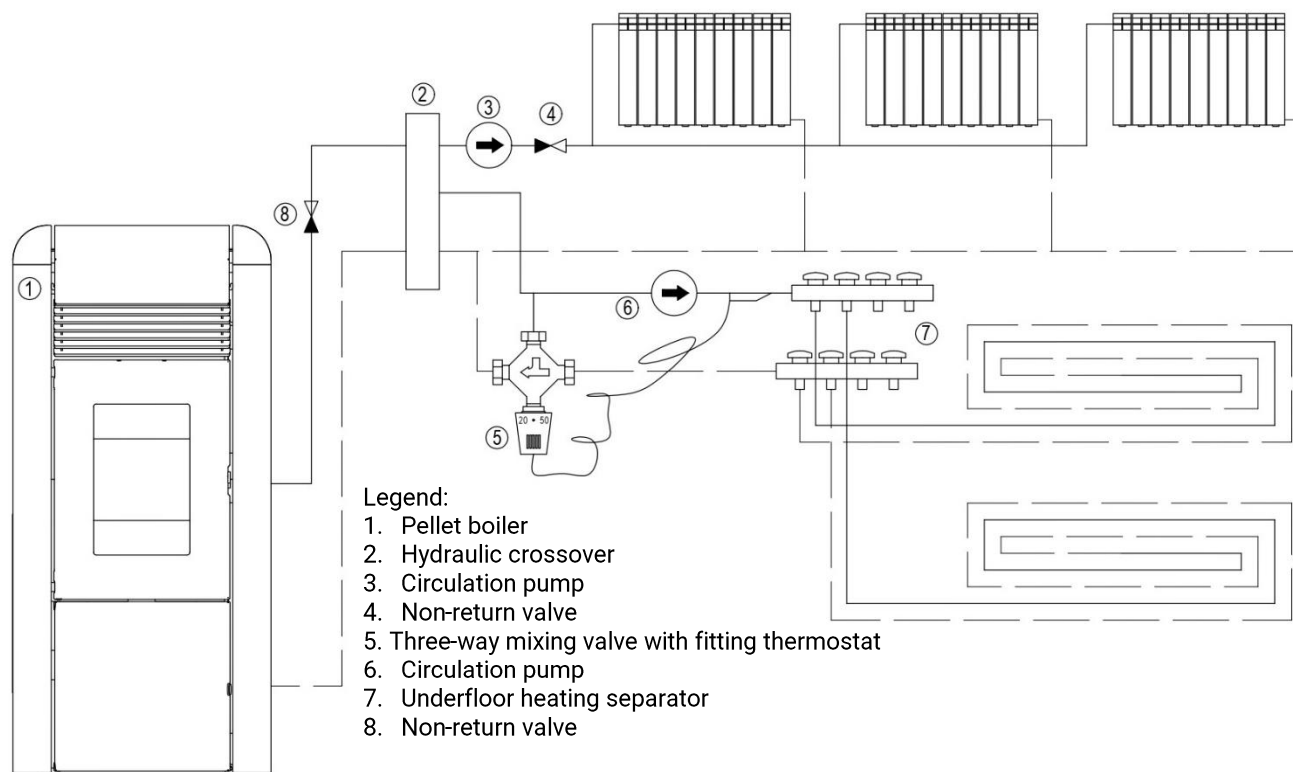 ②
③
④
⑧
①
⑥
⑦
20 • 50
⑤
Legend:
1. Pellet boiler
2. Hydraulic crossover
3. Circulation pump
4. Non-return valve
5. Three-way mixing valve with fitting thermostat
6. Circulation pump
7. Underfloor heating separator
8. Non-return valve